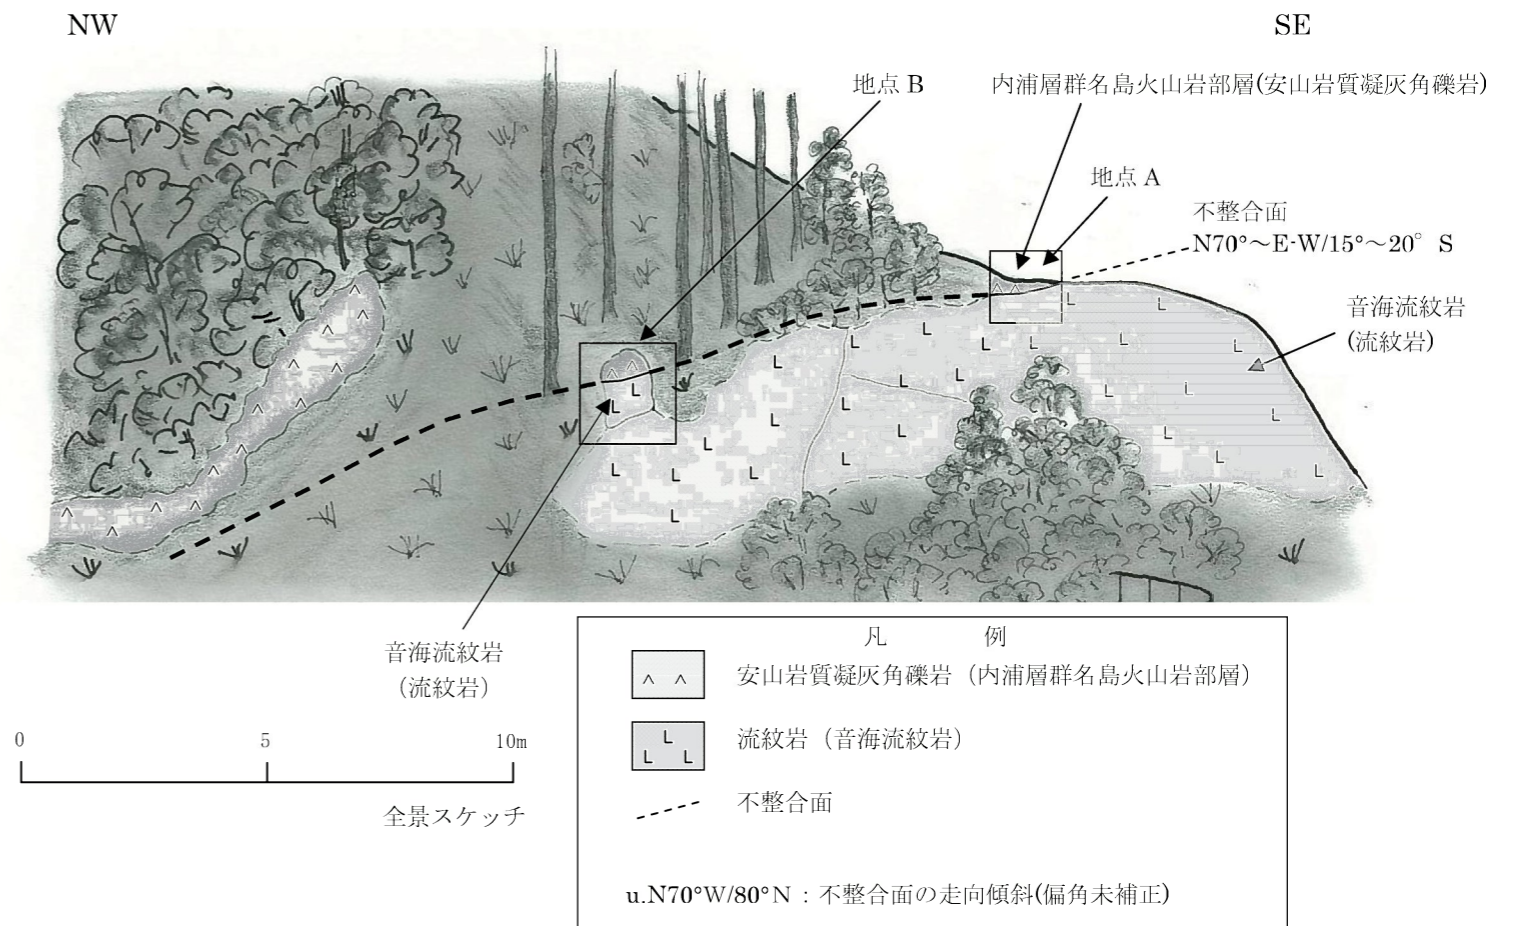 NW
SE
地点 B
内浦層群名島火山岩部層(安山岩質凝灰角礫岩)
地点 A
不整合面
N70°～E-W/15°～20° S
音海流紋岩
(流紋岩)
音海流紋岩
（流紋岩）
凡 例
安山岩質凝灰角礫岩（内浦層群名島火山岩部層）
流紋岩（音海流紋岩）
不整合面
u.N70°W/80°N：不整合面の走向傾斜(偏角未補正)
0 5 10m
全景スケッチ